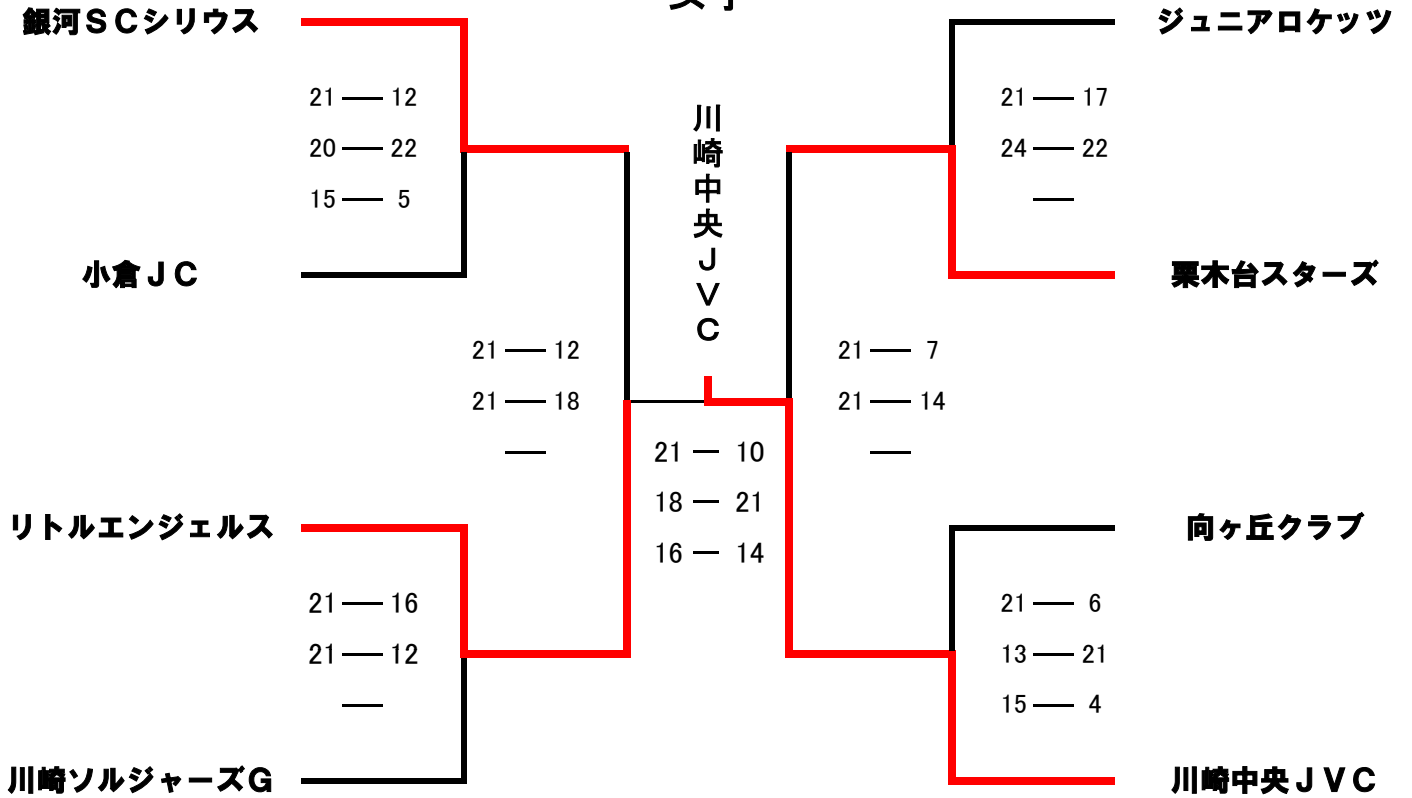 銀河ＳＣシリウス
ジュニアロケッツ
21 — 12
20 — 22
15 — 5
21 — 17
24 — 22
—
川崎中央ＪＶＣ
小倉ＪＣ
栗木台スターズ
21 — 12
21 — 18
—
21 — 7
21 — 14
—
21 — 10
18 — 21
16 — 14
リトルエンジェルス
向ヶ丘クラブ
21 — 16
21 — 12
—
21 — 6
13 — 21
15 — 4
川崎ソルジャーズＧ
川崎中央ＪＶＣ